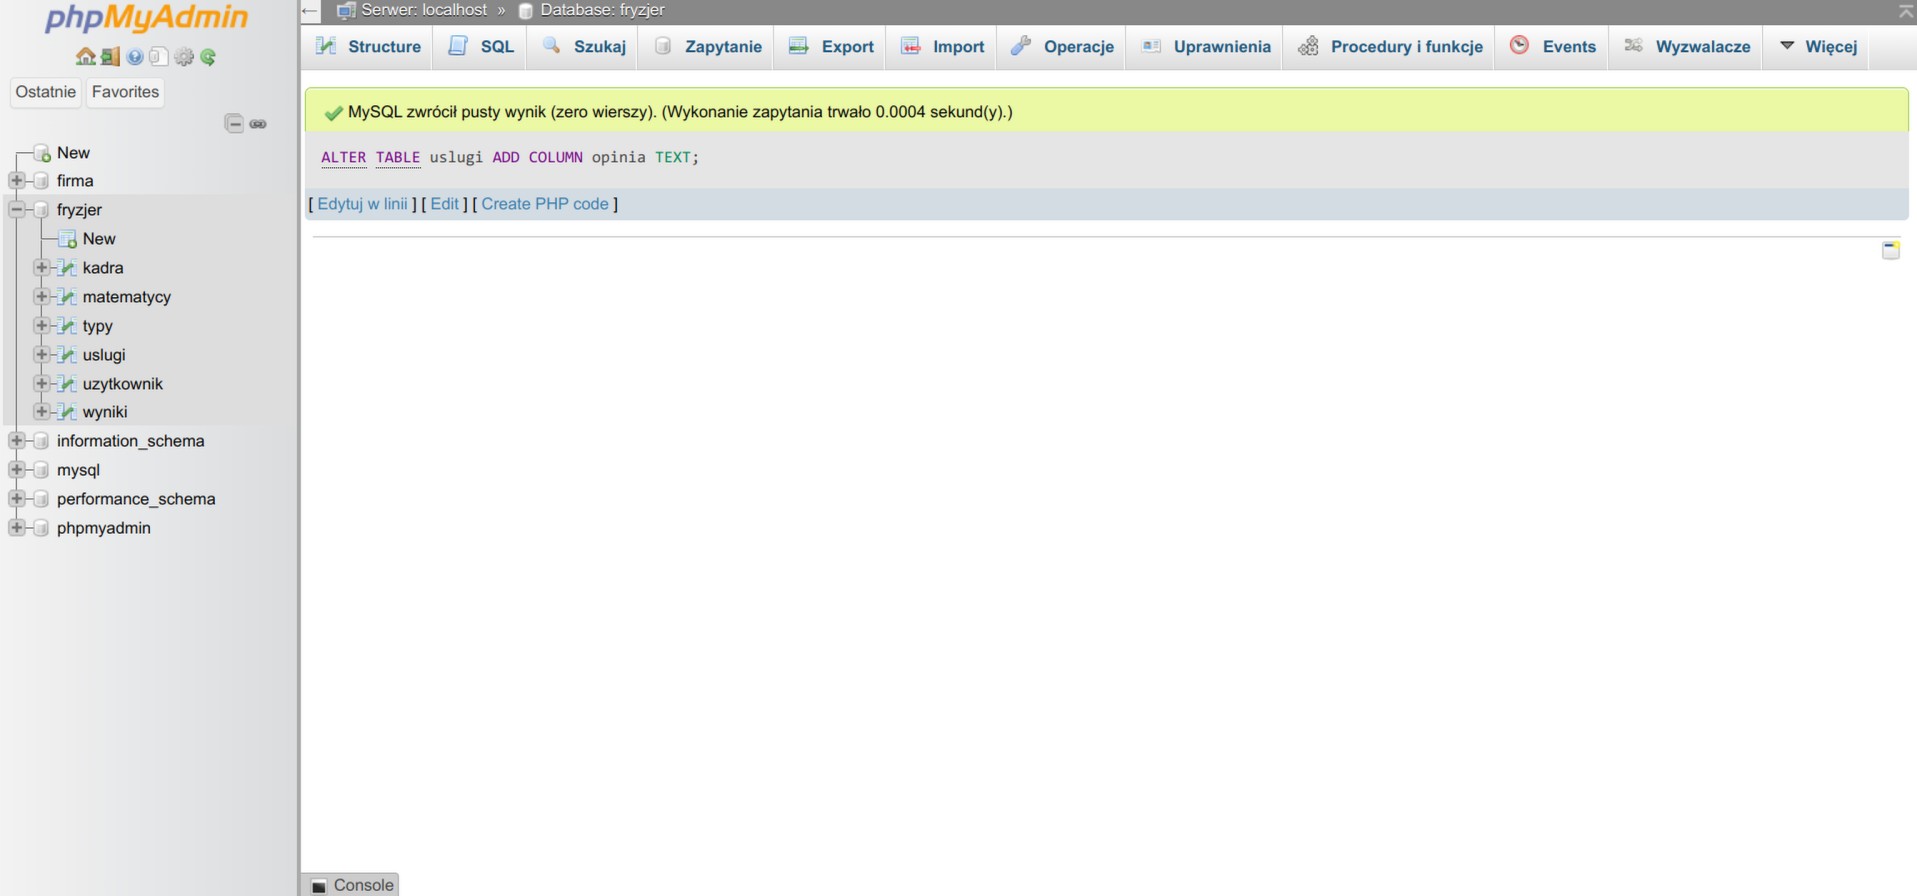 phpMyAdmin
Ostatnie Favorites
New
firma
fryzjer
New
kadra
matematycy
typy
uslugi
uzytkownik
wyniki
information_schema
mysql
performance_schema
phpmyadmin
Serwer: localhost » Database: fryzjer
Structure SQL Szukaj Zapytanie Export Import Operacje Uprawnienia Procedury i funkcje Events Wyzwalacze Więcej
MySQL zwrócił pusty wynik (zero wierszy). (Wykonanie zapytania trwało 0.0004 sekund(y).)
ALTER TABLE uslugi ADD COLUMN opinia TEXT;
[ Edytuj w linii ] [ Edit ] [ Create PHP code ]
Console